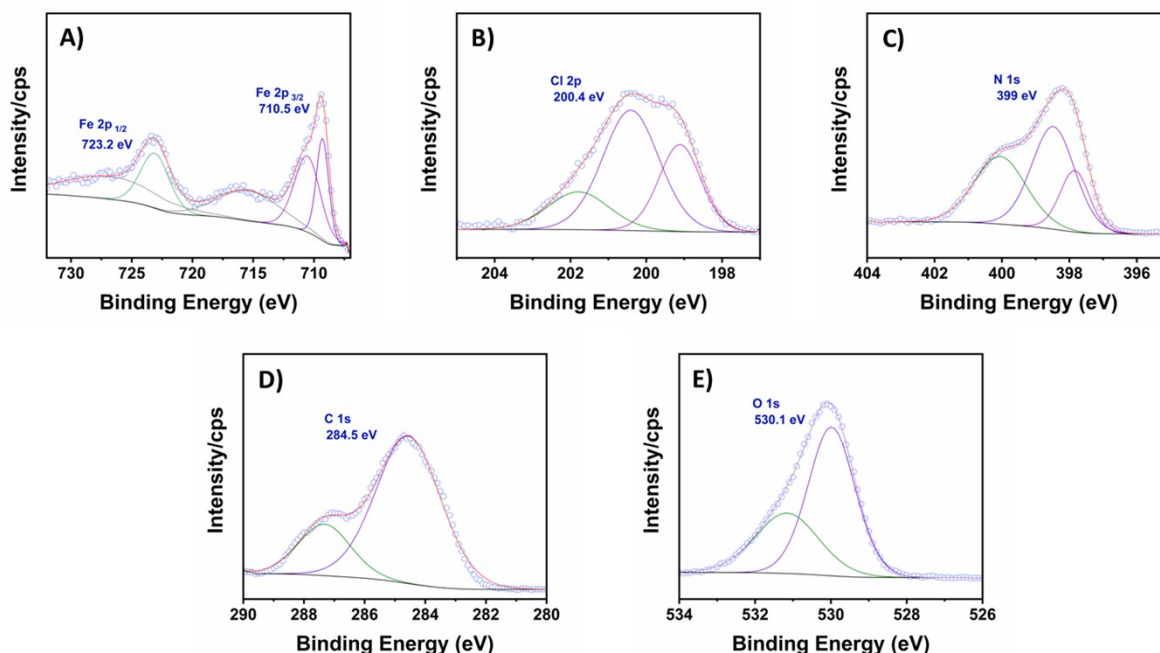 A)
Fe 2p 3/2
710.5 eV
Fe 2p 1/2
723.2 eV
Intensity/cps
730 725 720 715 710
Binding Energy (eV)
B)
Cl 2p
200.4 eV
Intensity/cps
204 202 200 198
Binding Energy (eV)
C)
N 1s
399 eV
Intensity/cps
404 402 400 398 396
Binding Energy (eV)
D)
C 1s
284.5 eV
Intensity/cps
290 288 286 284 282 280
Binding Energy (eV)
E)
O 1s
530.1 eV
Intensity/cps
534 532 530 528 526
Binding Energy (eV)